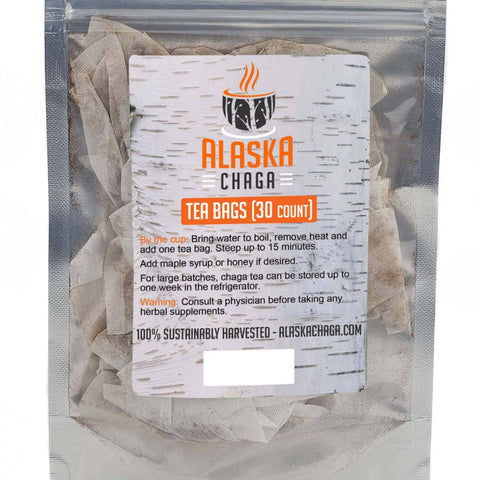 ALASKA
CHAGA
TEA BAGS (30 COUNT)
By the cup: Bring water to boil, remove heat and
add one tea bag. Steep up to 15 minutes.
Add maple syrup or honey if desired.
For large batches, chaga tea can be stored up to
one week in the refrigerator.
Warning: Consult a physician before taking any
herbal supplements.
100% SUSTAINABLY HARVESTED - ALASKACHAGA.COM